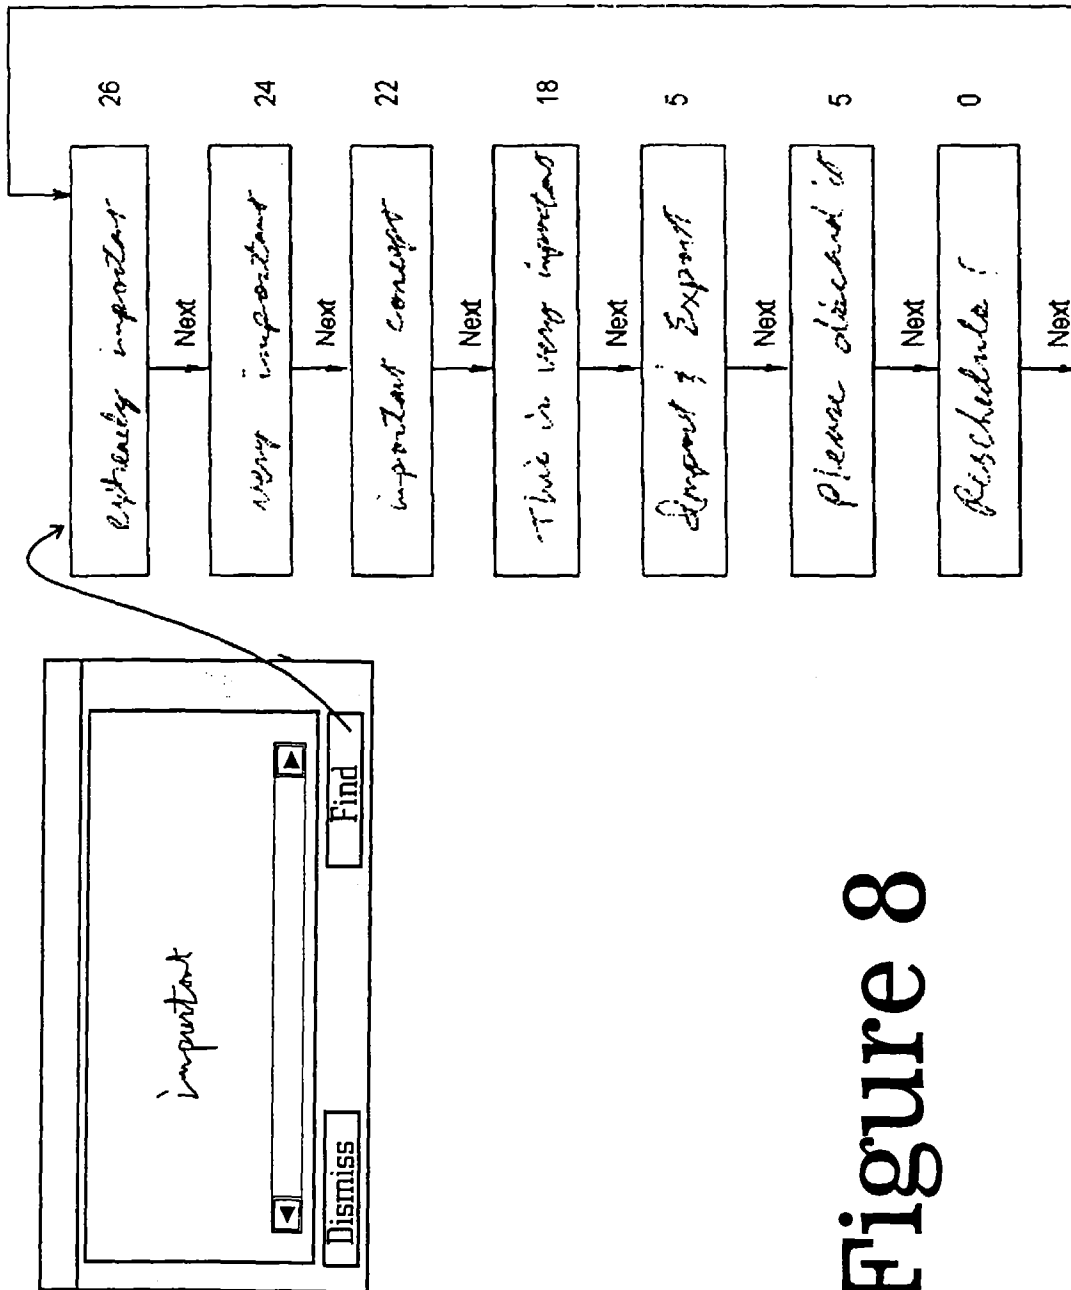 important
Dismiss
Find
extremely important
26
Next
very important
24
Next
important concept
22
Next
This is very important
18
Next
Import & Export
5
Next
Please discard it
5
Next
Reschedule!
0
Next
Figure 8